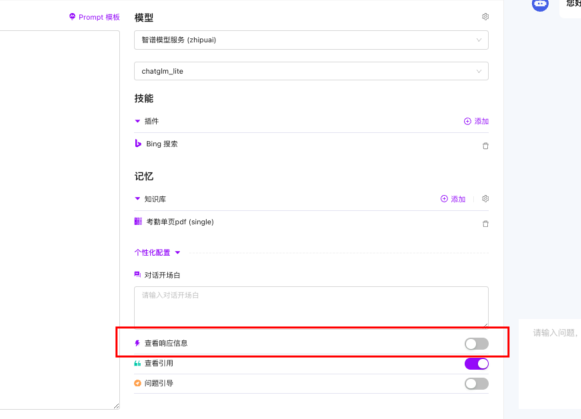 Prompt 模板
模型
智谱模型服务 (zhipuai)
chatglm_lite
技能
插件
添加
Bing 搜索
记忆
知识库
添加
考勤单页pdf (single)
个性化配置
对话开场白
请输入对话开场白
查看响应信息
查看引用
问题引导
请输入问题,